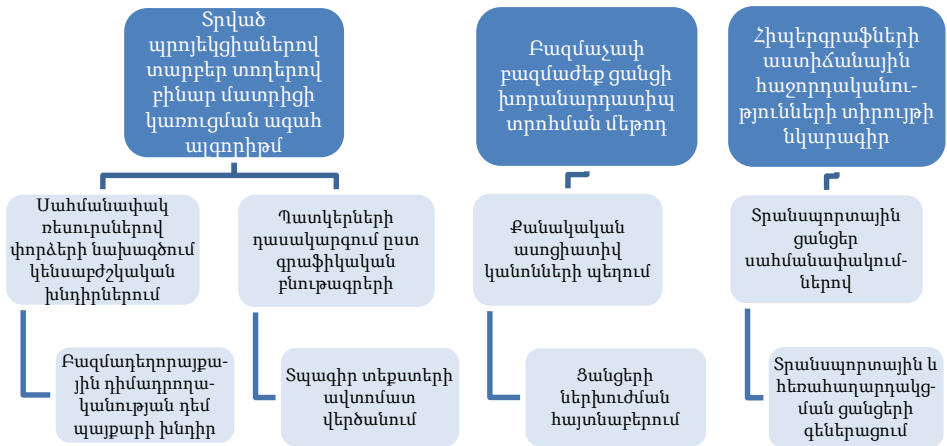 Տրված
պրոյեկցիաներով
տարբեր տողերով
բինար մատրիցի
կառուցման ագահ
ալգորիթմ
Սահմանափակ
ռեսուրսներով
փորձերի նախագծում
կենսաբժշկական
խնդիրներում
Բազմադեղորայքա-
յին դիմադրողա-
կանության դեմ
պայքարի խնդիր
Պատկերների
դասակարգում ըստ
գրաֆիկական
բնութագրերի
Տպագիր տեքստերի
ավտոմատ
վերծանում
Բազմաչափ
բազմաժեք ցանցի
խորանարդատիպ
տրոհման մեթոդ
Քանակական
ասոցիատիվ
կանոնների պեղում
Ցանցերի
ներխուժման
հայտնաբերում
Հիպերգրաֆների
աստիճանային
հաջորդականու-
թյունների տիրույթի
նկարագիր
Տրանսպորտային
ցանցեր
սահմանափակում-
ներով
Տրանսպորտային և
հեռահաղարդակց-
ման ցանցերի
գեներացում